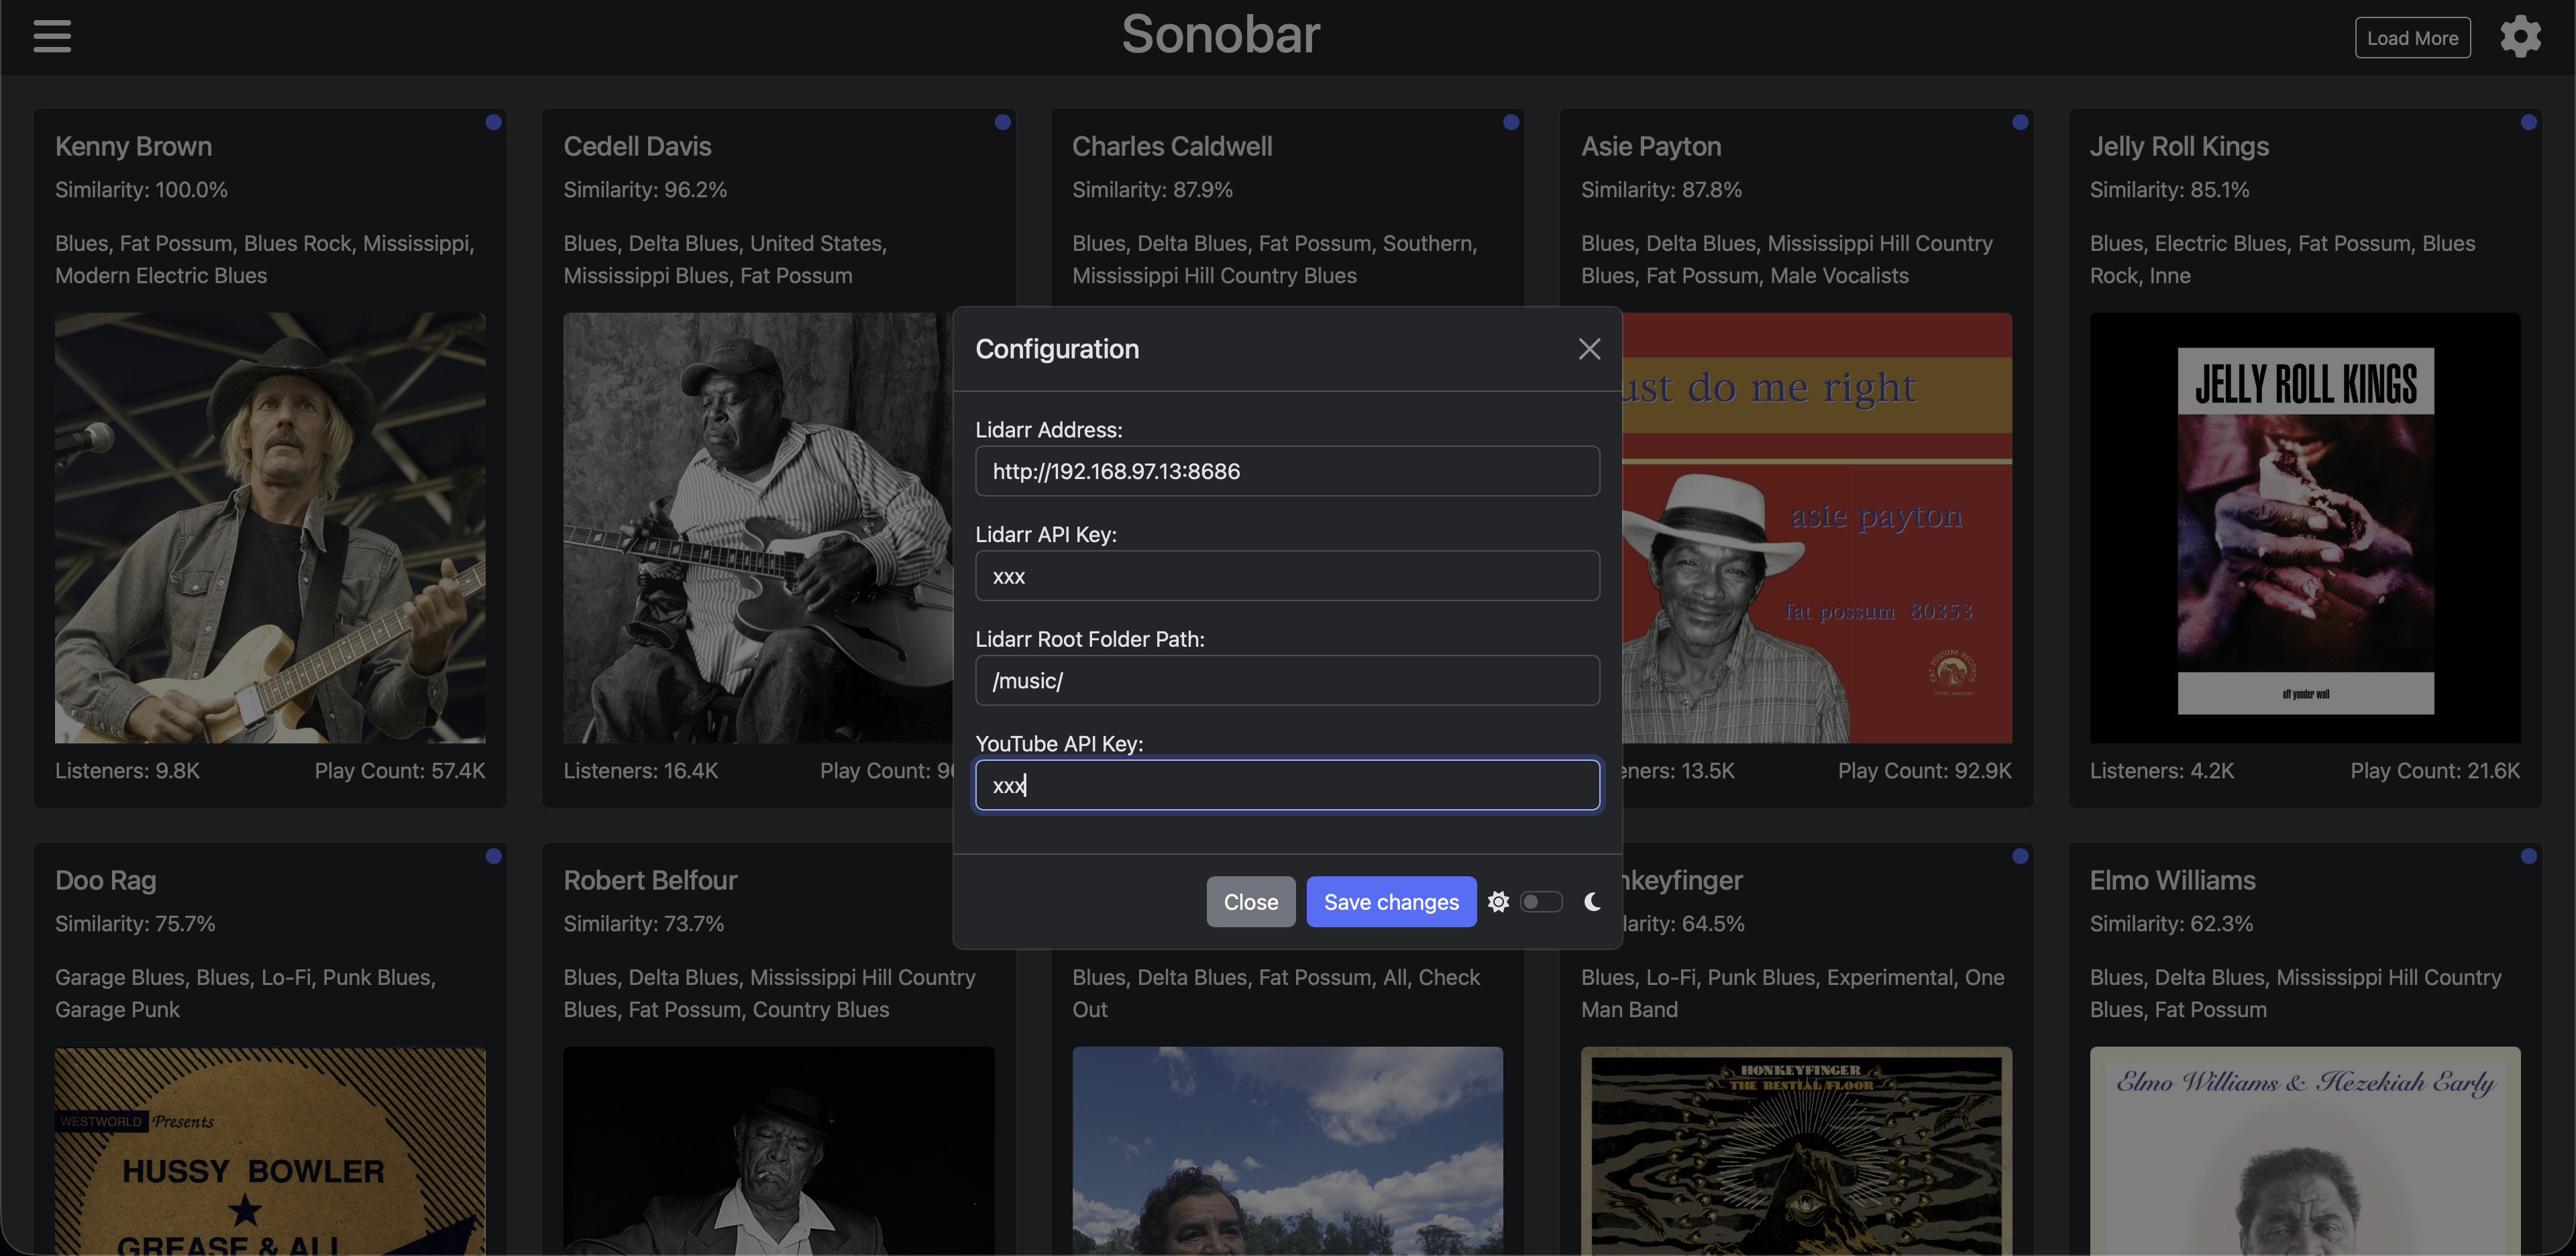 Sonobar
Load More
Kenny Brown
Similarity: 100.0%
Blues, Fat Possum, Blues Rock, Mississippi,
Modern Electric Blues
Listeners: 9.8K
Play Count: 57.4K
Cedell Davis
Similarity: 96.2%
Blues, Delta Blues, United States,
Mississippi Blues, Fat Possum
Listeners: 16.4K
Play Count:
Charles Caldwell
Similarity: 87.9%
Blues, Delta Blues, Fat Possum, Southern,
Mississippi Hill Country Blues
Asie Payton
Similarity: 87.8%
Blues, Delta Blues, Mississippi Hill Country
Blues, Fat Possum, Male Vocalists
ust do me right
asie payton
fat possum 80353
eners: 13.5K
Play Count: 92.9K
Jelly Roll Kings
Similarity: 85.1%
Blues, Electric Blues, Fat Possum, Blues
Rock, Inne
JELLY ROLL KINGS
off yonder wall
Listeners: 4.2K
Play Count: 21.6K
Configuration
Lidarr Address:
http://192.168.97.13:8686
Lidarr API Key:
xxx
Lidarr Root Folder Path:
/music/
YouTube API Key:
xxx
Close
Save changes
Doo Rag
Similarity: 75.7%
Garage Blues, Blues, Lo-Fi, Punk Blues,
Garage Punk
WESTWORLD Presents
HUSSY BOWLER
GREASE & ALL
Robert Belfour
Similarity: 73.7%
Blues, Delta Blues, Mississippi Hill Country
Blues, Fat Possum, Country Blues
Blues, Delta Blues, Fat Possum, All, Check
Out
nkeyfinger
larity: 64.5%
Blues, Lo-Fi, Punk Blues, Experimental, One
Man Band
HONKEYFINGER
THE BESTIAL FLOOR
Elmo Williams
Similarity: 62.3%
Blues, Delta Blues, Mississippi Hill Country
Blues, Fat Possum
Elmo Williams & Hezekiah Early